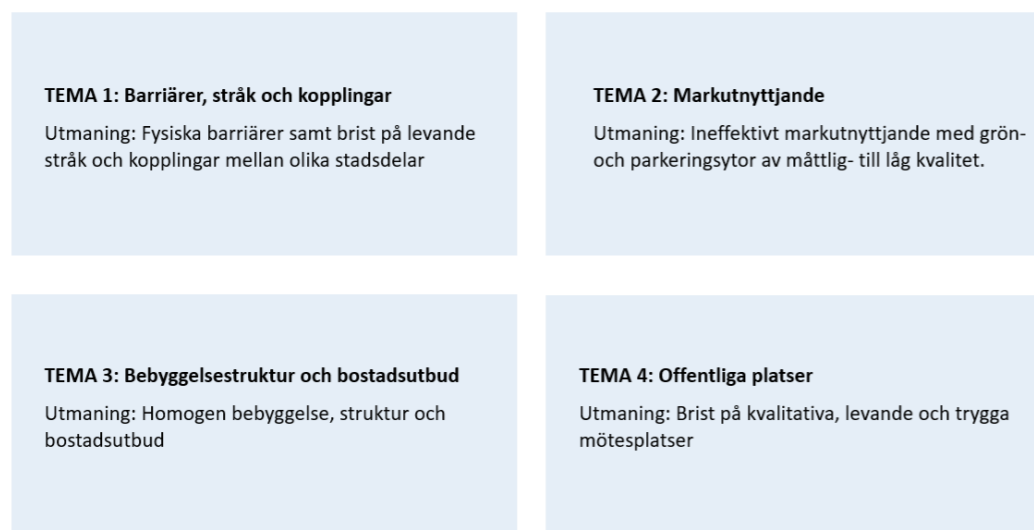 TEMA 1: Barriärer, stråk och kopplingar
Utmaning: Fysiska barriärer samt brist på levande
stråk och kopplingar mellan olika stadsdelar
TEMA 2: Markutnyttjande
Utmaning: Ineffektivt markutnyttjande med grön-
och parkeringsytor av måttlig- till låg kvalitet.
TEMA 3: Bebyggelsestruktur och bostadsutbud
Utmaning: Homogen bebyggelse, struktur och
bostadsutbud
TEMA 4: Offentliga platser
Utmaning: Brist på kvalitativa, levande och trygga
mötesplatser